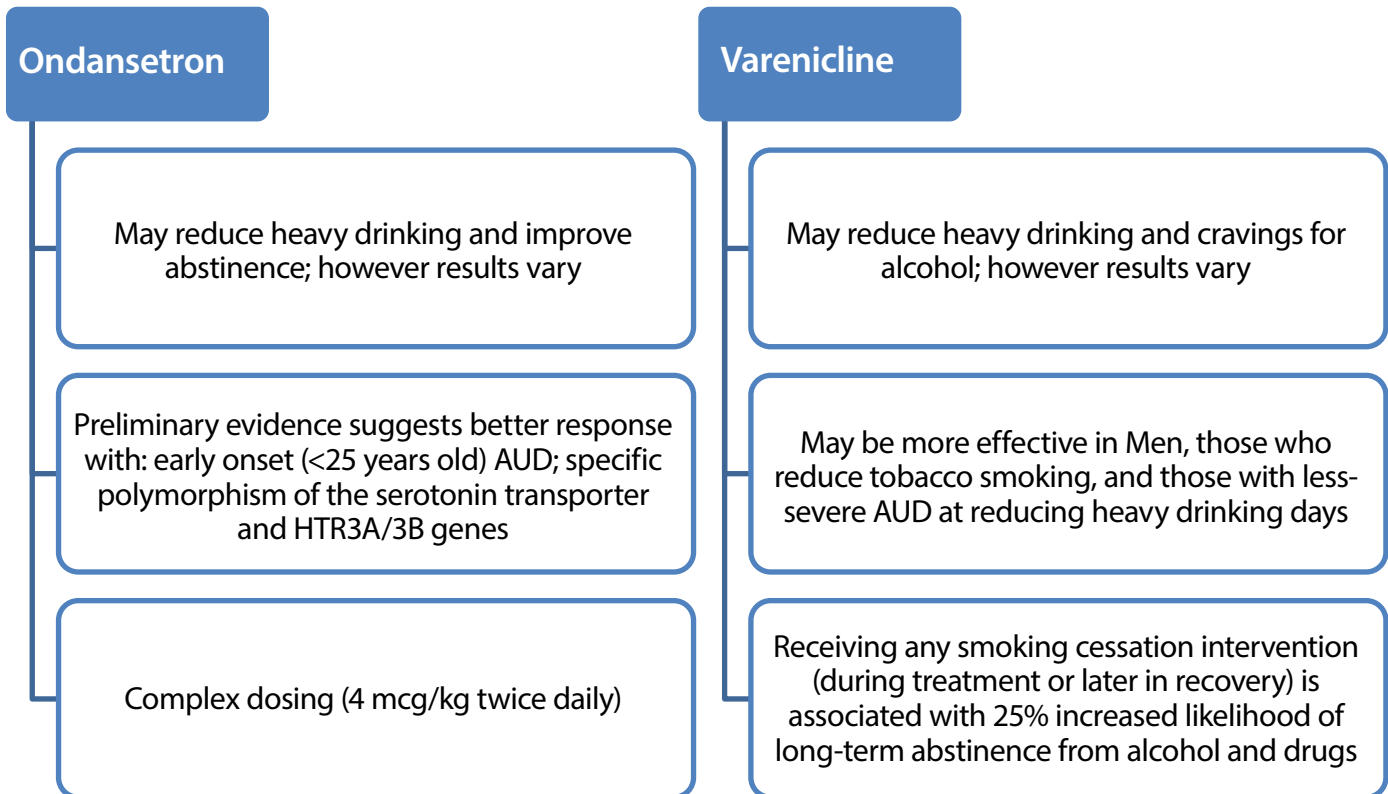 Ondansetron
May reduce heavy drinking and improve
abstinence; however results vary
Preliminary evidence suggests better response
with: early onset (<25 years old) AUD; specific
polymorphism of the serotonin transporter
and HTR3A/3B genes
Complex dosing (4 mcg/kg twice daily)
Varenicline
May reduce heavy drinking and cravings for
alcohol; however results vary
May be more effective in Men, those who
reduce tobacco smoking, and those with less-
severe AUD at reducing heavy drinking days
Receiving any smoking cessation intervention
(during treatment or later in recovery) is
associated with 25% increased likelihood of
long-term abstinence from alcohol and drugs